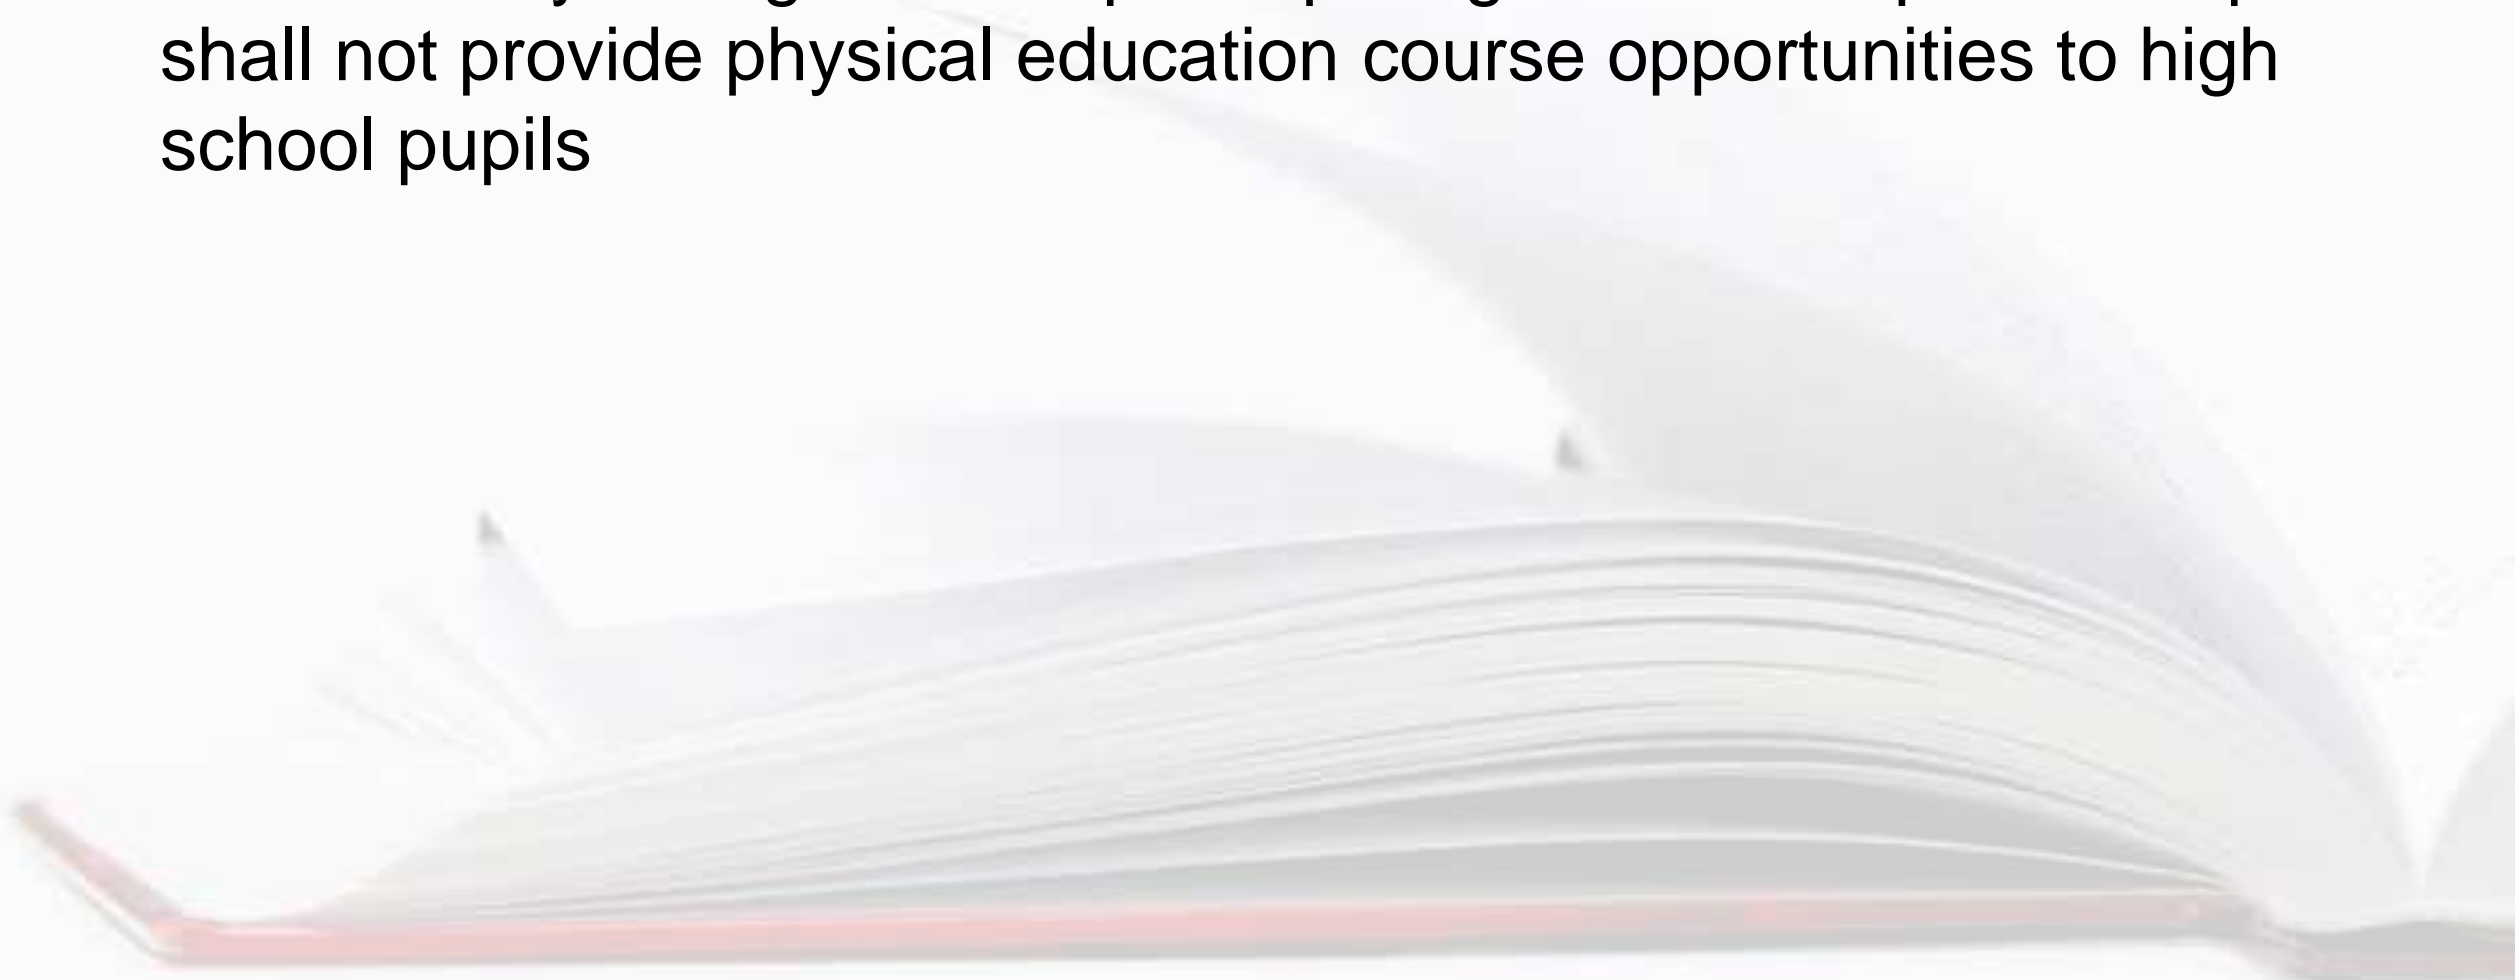 shall not provide physical education course opportunities to high
school pupils